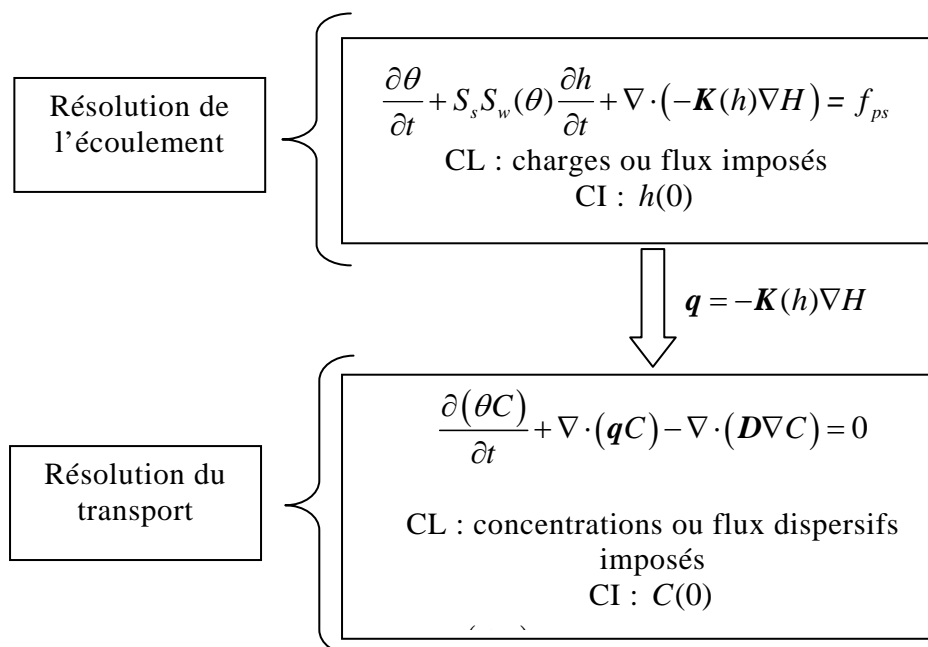 Résolution de
l'écoulement
∂θ/∂t + S_s S_w(θ) ∂h/∂t + ∇·(−K(h)∇H) = f_ps
CL : charges ou flux imposés
CI : h(0)
q = −K(h)∇H
Résolution du
transport
∂(θC)/∂t + ∇·(qC) − ∇·(D∇C) = 0
CL : concentrations ou flux dispersifs
imposés
CI : C(0)